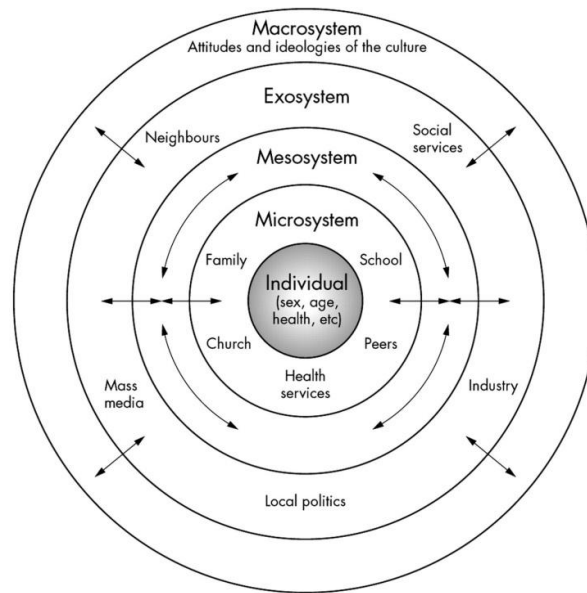 Macrosystem
Attitudes and ideologies of the culture
Exosystem
Neighbours
Social
services
Mesosystem
Microsystem
Family
School
Individual
(sex, age,
health, etc)
Church
Peers
Health
services
Mass
media
Industry
Local politics